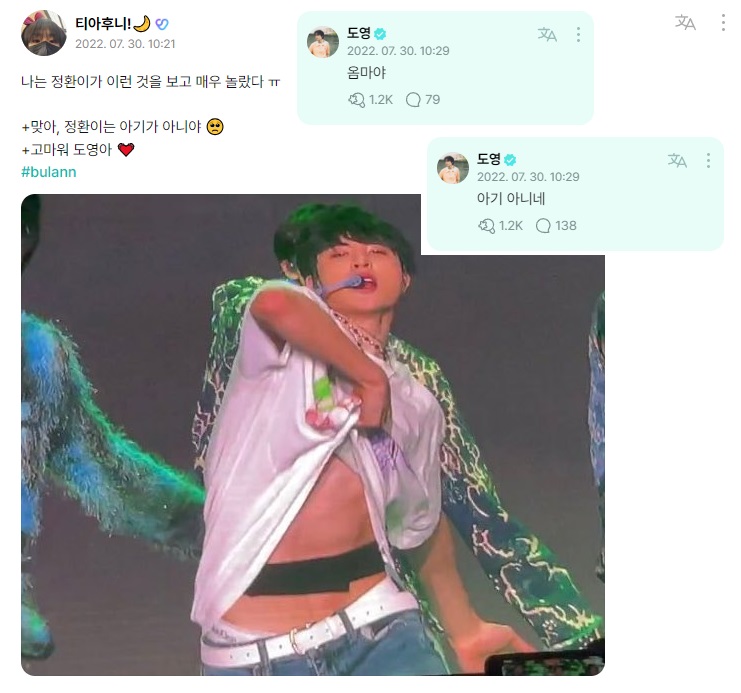 티아후니!🌙
2022. 07. 30. 10:21
나는 정환이가 이런 것을 보고 매우 놀랐다 ㅠ
+맞아, 정환이는 아기가 아니야 🥺
+고마워 도영아 ❤️
#bulann
도영
2022. 07. 30. 10:29
옴마야
1.2K 79
도영
2022. 07. 30. 10:29
아기 아니네
1.2K 138